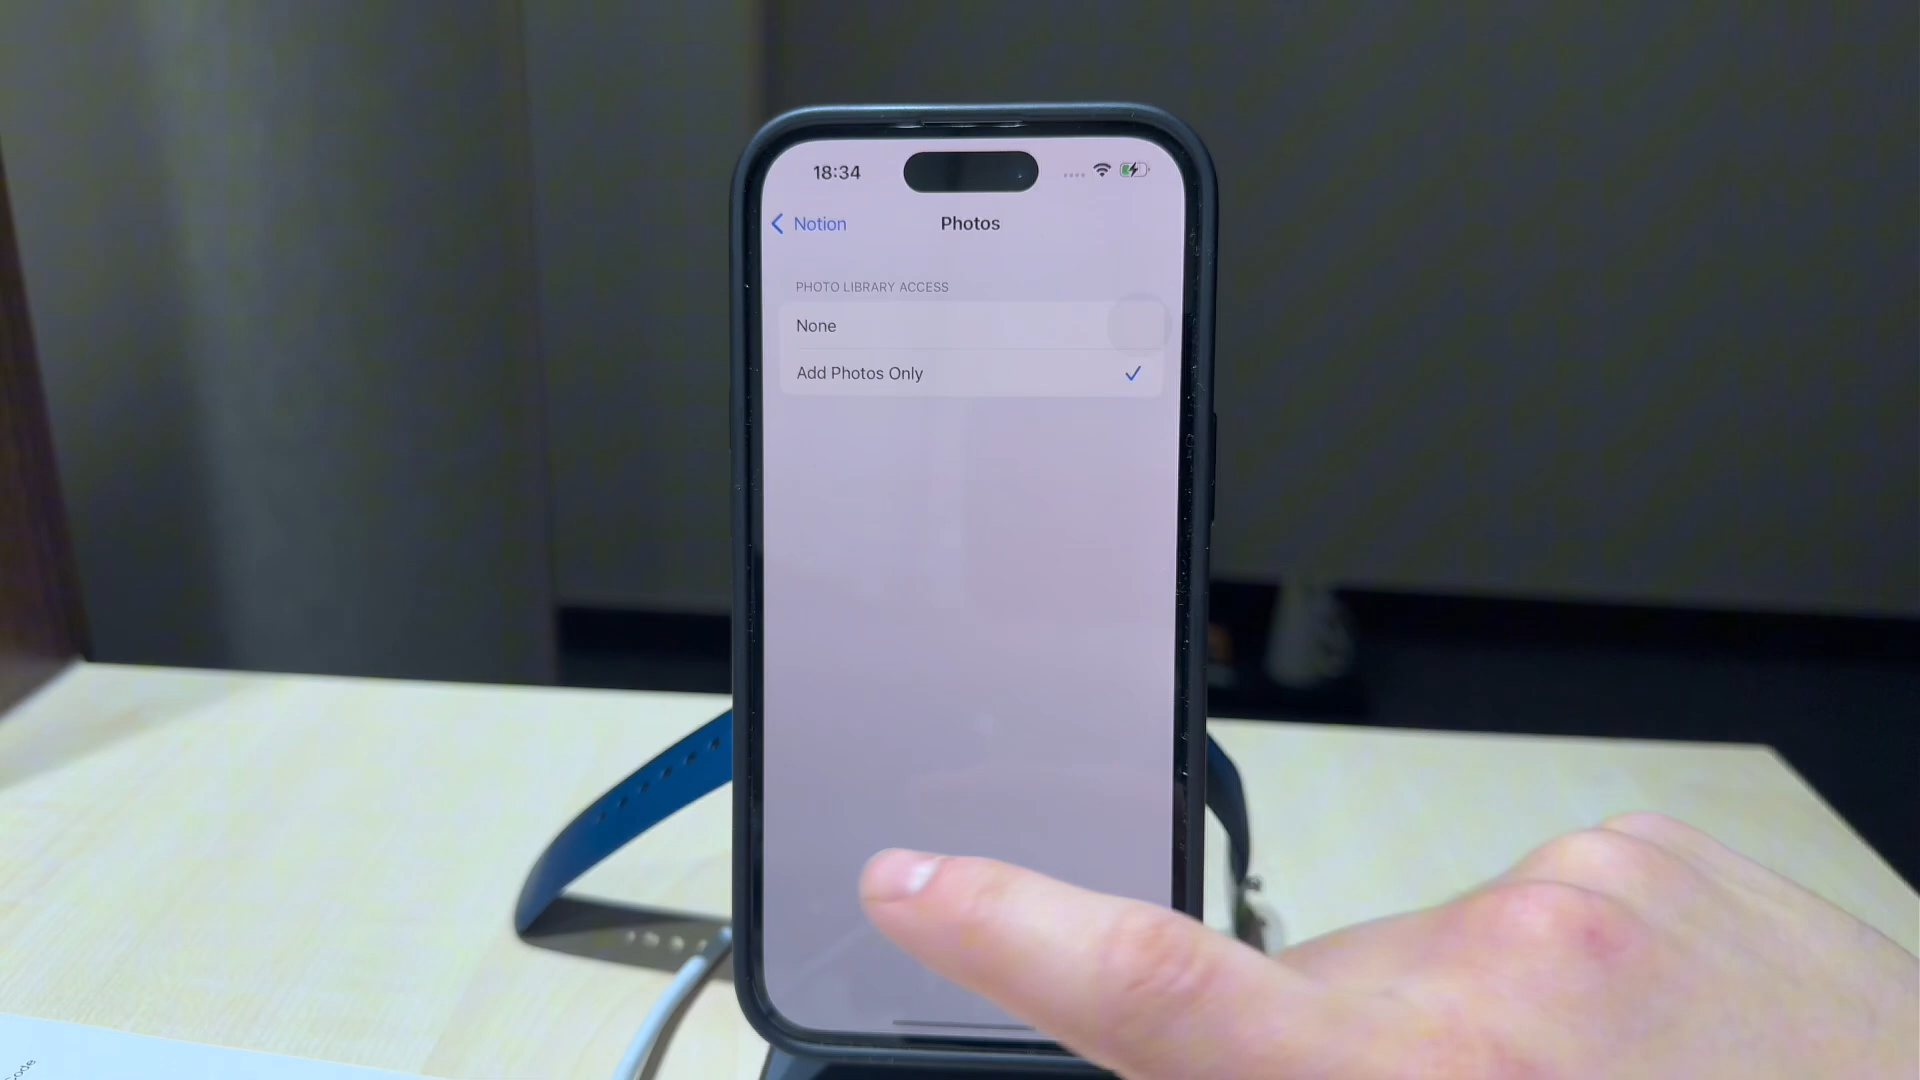 18:34
Notion
Photos
PHOTO LIBRARY ACCESS
None
Add Photos Only